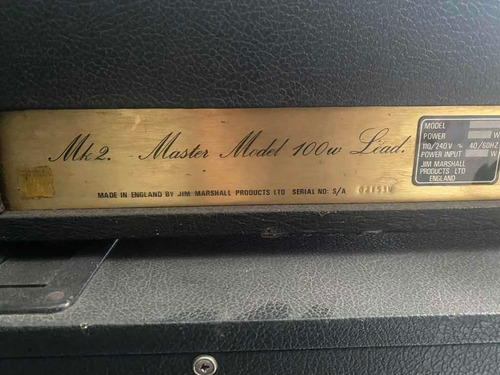 Mk2. Master Model 100w Lead.
MADE IN ENGLAND BY JIM MARSHALL PRODUCTS LTD SERIAL NO: S/A
MODEL
POWER W
110/240V ~ 40/60HZ
POWER INPUT W
JIM MARSHALL
PRODUCTS LTD
ENGLAND